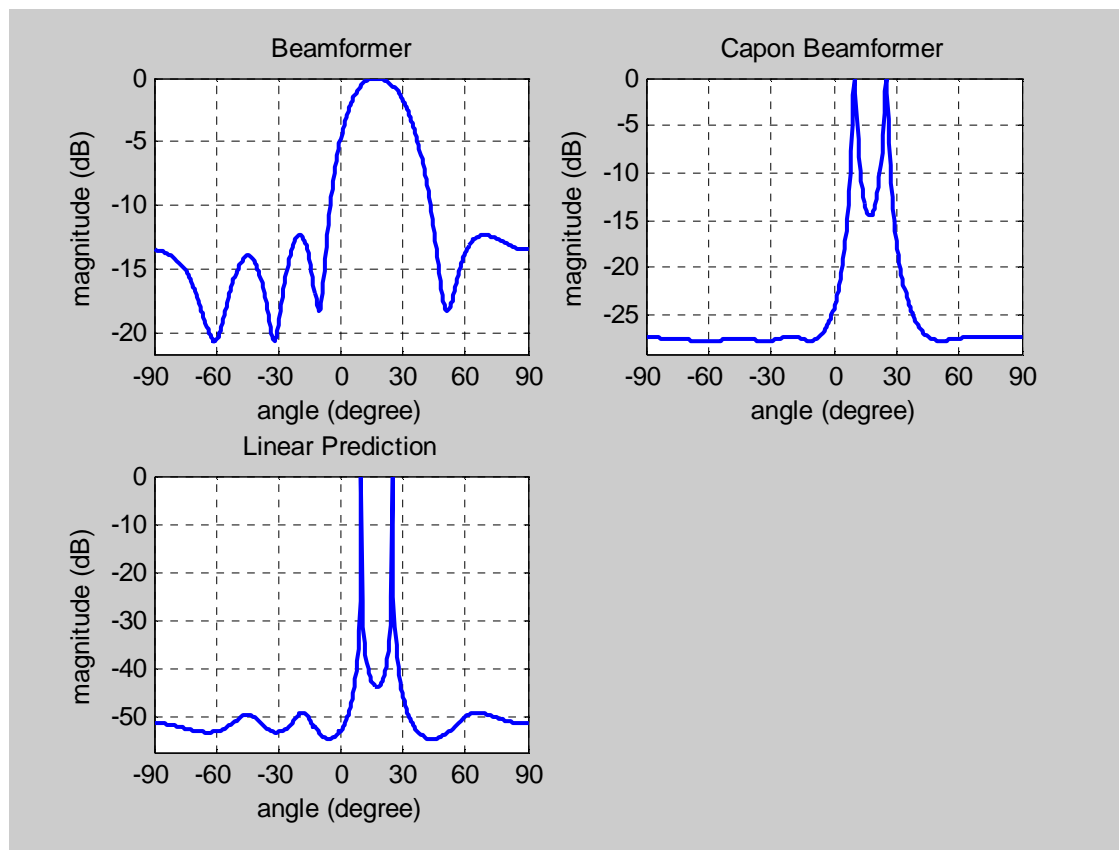 Beamformer
0
-5
-10
-15
-20
magnitude (dB)
-90 -60 -30 0 30 60 90
angle (degree)
Capon Beamformer
0
-5
-10
-15
-20
-25
magnitude (dB)
-90 -60 -30 0 30 60 90
angle (degree)
Linear Prediction
0
-10
-20
-30
-40
-50
magnitude (dB)
-90 -60 -30 0 30 60 90
angle (degree)